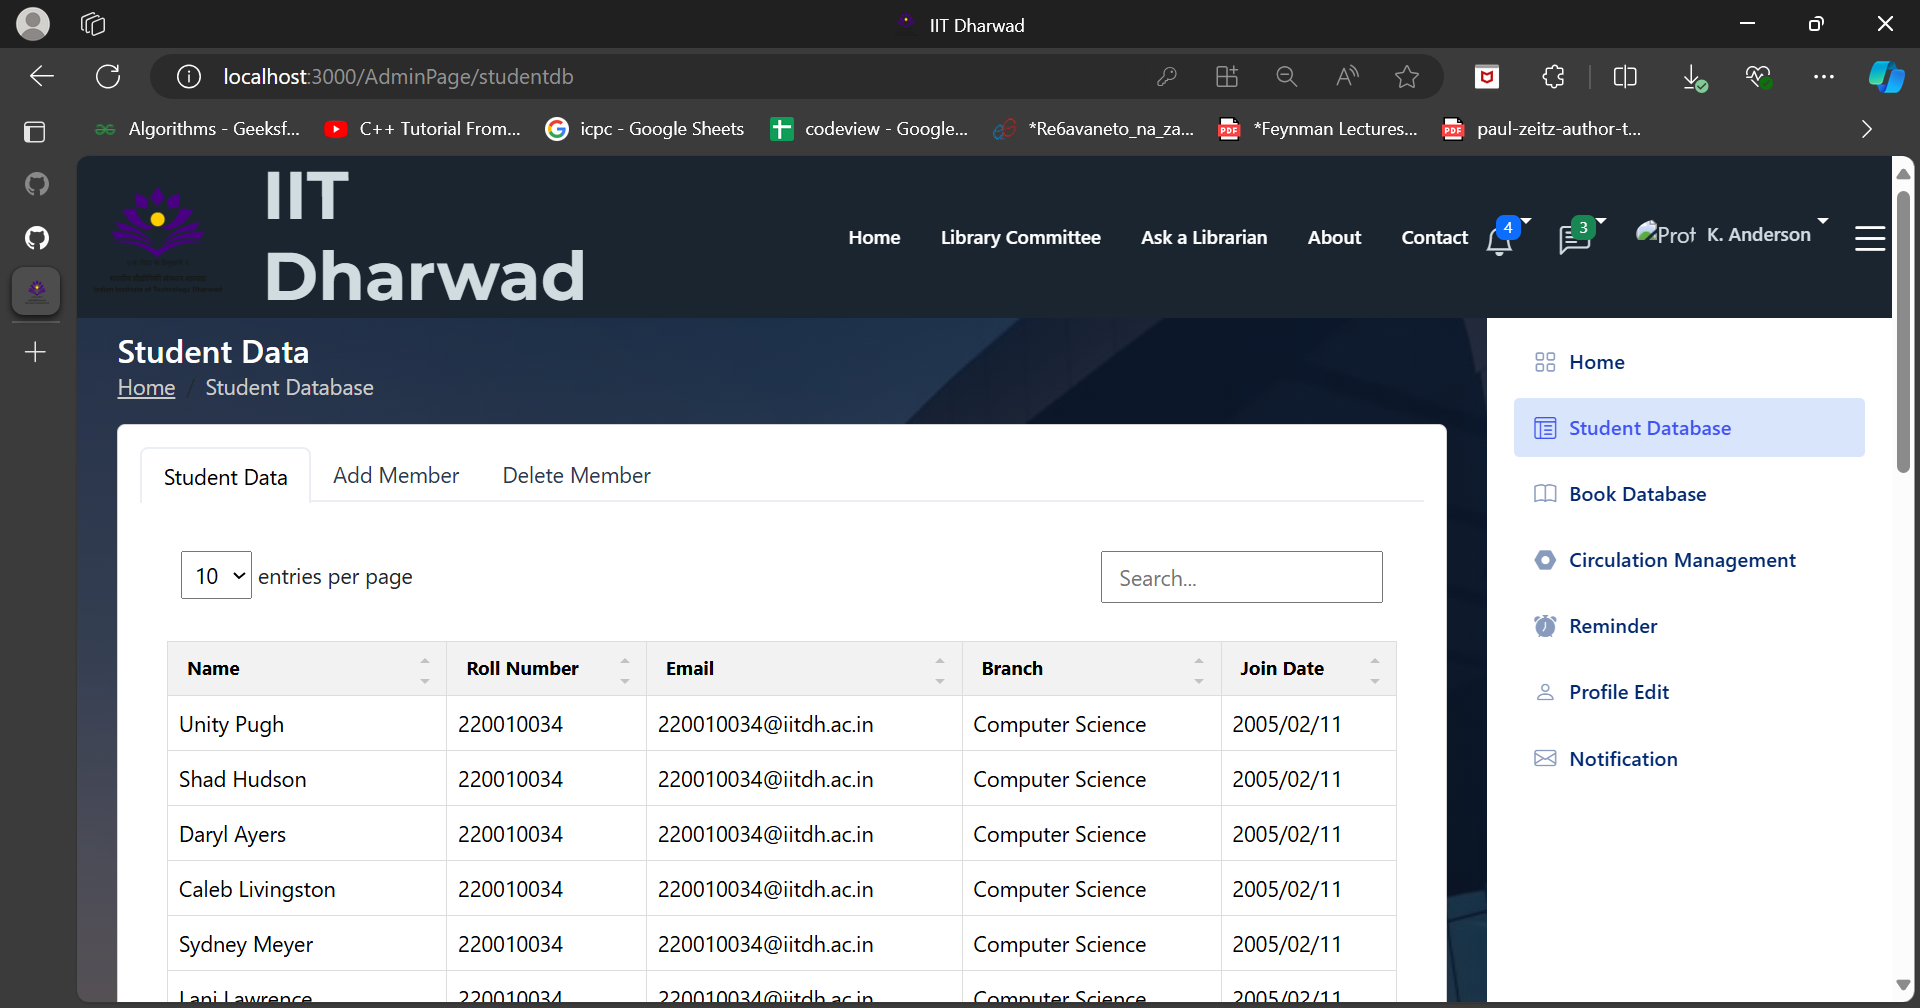 IIT Dharwad
localhost:3000/AdminPage/studentdb
Algorithms - Geeksf...
C++ Tutorial From...
icpc - Google Sheets
codeview - Google...
*Re6avaneto_na_za...
*Feynman Lectures...
paul-zeitz-author-t...
IIT
Dharwad
Home
Library Committee
Ask a Librarian
About
Contact
4
3
Prof
K. Anderson
Student Data
Home / Student Database
Student Data
Add Member
Delete Member
10 entries per page
Search...
Name Roll Number Email Branch Join Date
Unity Pugh 220010034 220010034@iitdh.ac.in Computer Science 2005/02/11
Shad Hudson 220010034 220010034@iitdh.ac.in Computer Science 2005/02/11
Daryl Ayers 220010034 220010034@iitdh.ac.in Computer Science 2005/02/11
Caleb Livingston 220010034 220010034@iitdh.ac.in Computer Science 2005/02/11
Sydney Meyer 220010034 220010034@iitdh.ac.in Computer Science 2005/02/11
Lani Lawrence 220010034 220010034@iitdh.ac.in Computer Science 2005/02/11
Home
Student Database
Book Database
Circulation Management
Reminder
Profile Edit
Notification